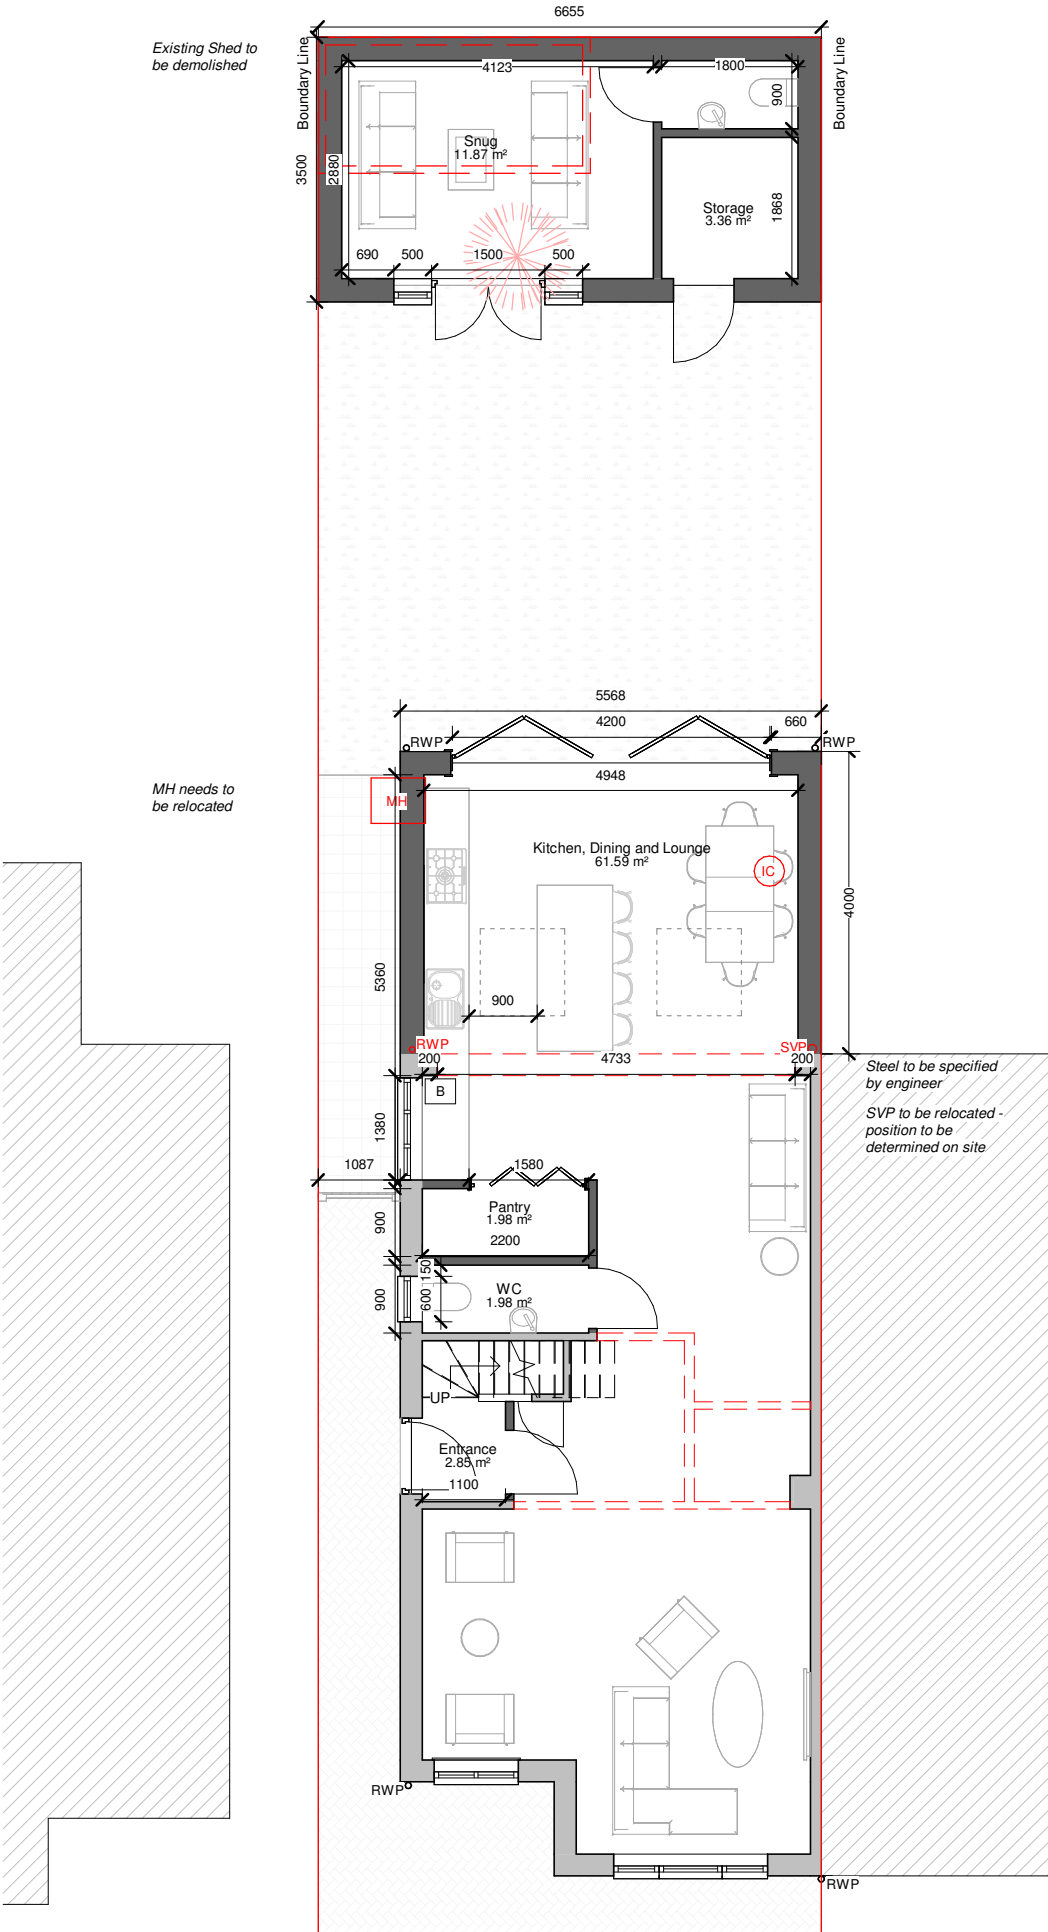 6655
Existing Shed to
be demolished
Boundary Line
Boundary Line
4123
1800
900
3500
2880
Snug
11.87 m²
Storage
3.36 m²
1868
690
500
1500
500
5568
4200
660
RWP
RWP
4948
MH needs to
be relocated
MH
Kitchen, Dining and Lounge
61.59 m²
IC
4000
5360
900
RWP
SVP
200
4733
200
Steel to be specified
by engineer
B
SVP to be relocated -
position to be
determined on site
1380
1087
1580
Pantry
1.98 m²
900
2200
150
WC
1.98 m²
900
600
UP
Entrance
2.85 m²
1100
RWP
RWP